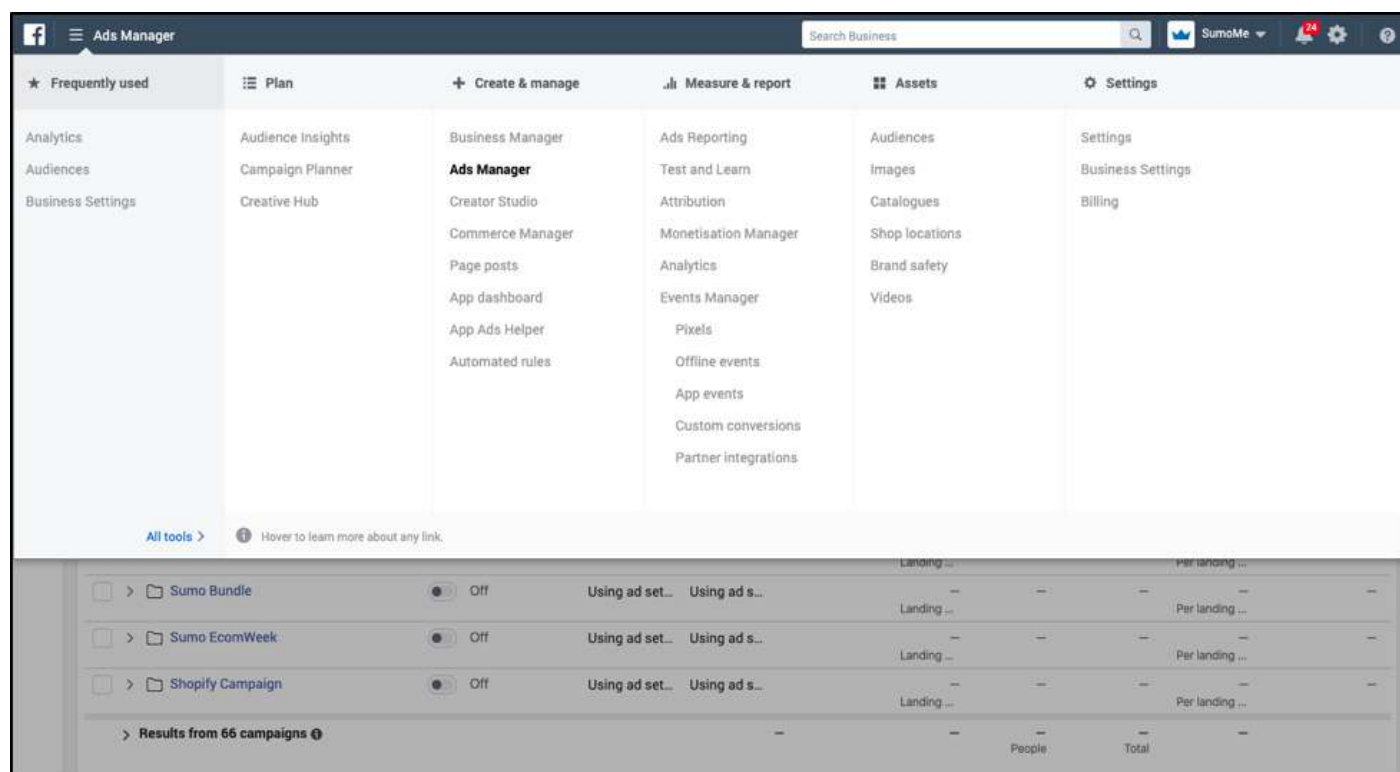 f Ads Manager Search Business SumoMe 24
Frequently used Plan Create & manage Measure & report Assets Settings
Analytics Audience Insights Business Manager Ads Reporting Audiences Settings
Audiences Campaign Planner Ads Manager Test and Learn Images Business Settings
Business Settings Creative Hub Creator Studio Attribution Catalogues Billing
Commerce Manager Monetisation Manager Shop locations
Page posts Analytics Brand safety
App dashboard Events Manager Videos
App Ads Helper Pixels
Automated rules Offline events
App events
Custom conversions
Partner integrations
All tools > Hover to learn more about any link.
Landing ... Per landing ...
> Sumo Bundle Off Using ad set... Using ad s... — — — — —
Landing ... Per landing ...
> Sumo EcomWeek Off Using ad set... Using ad s... — — — — —
Landing ... Per landing ...
> Shopify Campaign Off Using ad set... Using ad s... — — — — —
Landing ... Per landing ...
> Results from 66 campaigns — — — — —
People Total